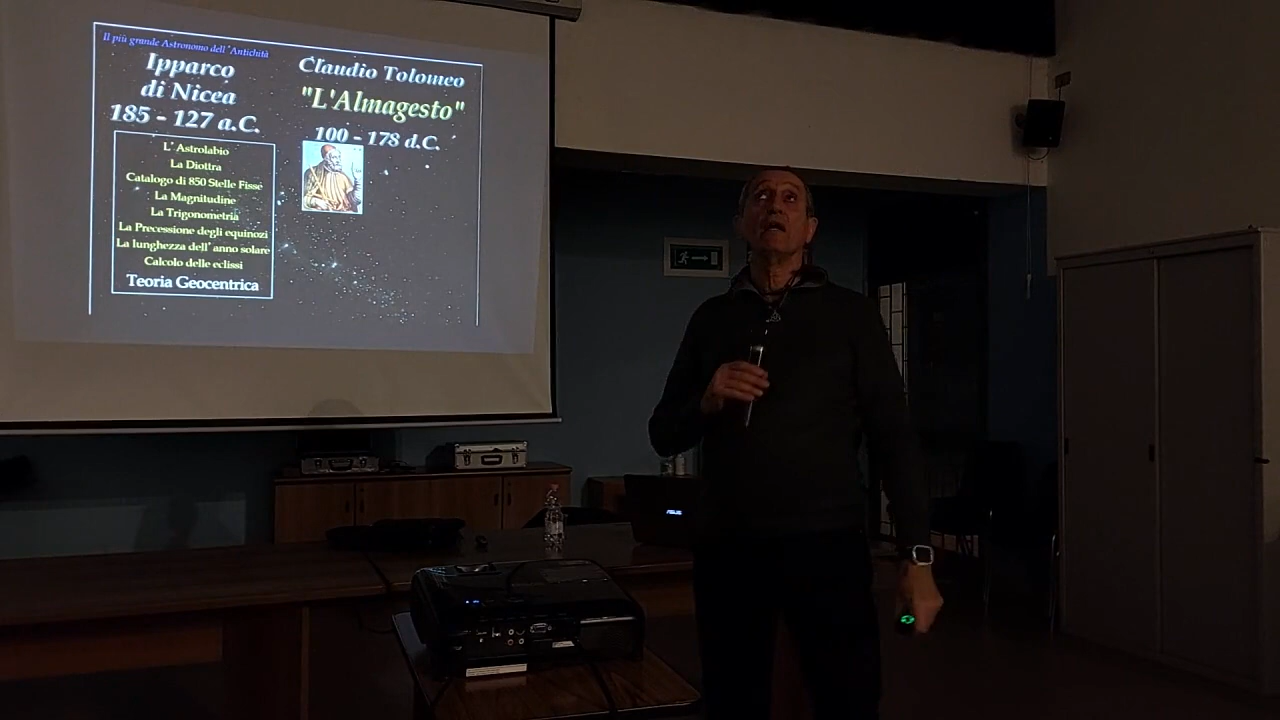 Il più grande Astronomo dell'Antichità
Ipparco
di Nicea
185 - 127 a.C.
L'Astrolabio
La Diottra
Catalogo di 850 Stelle Fisse
La Magnitudine
La Trigonometria
La Precessione degli equinozi
La lunghezza dell'anno solare
Calcolo delle eclissi
Teoria Geocentrica
Claudio Tolomeo
"L'Almagesto"
100 - 178 d.C.
ASUS